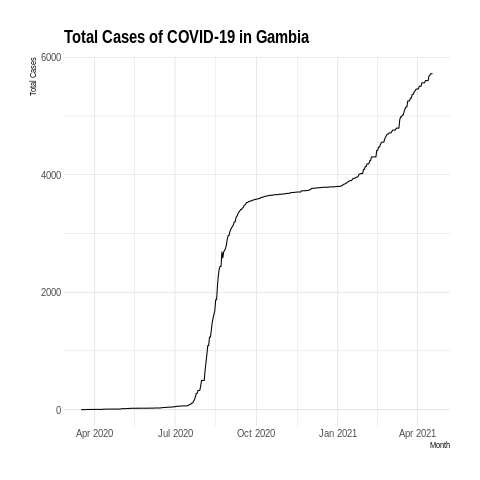 Total Cases of COVID-19 in Gambia
Total Cases
6000
4000
2000
0
Apr 2020 Jul 2020 Oct 2020 Jan 2021 Apr 2021
Month